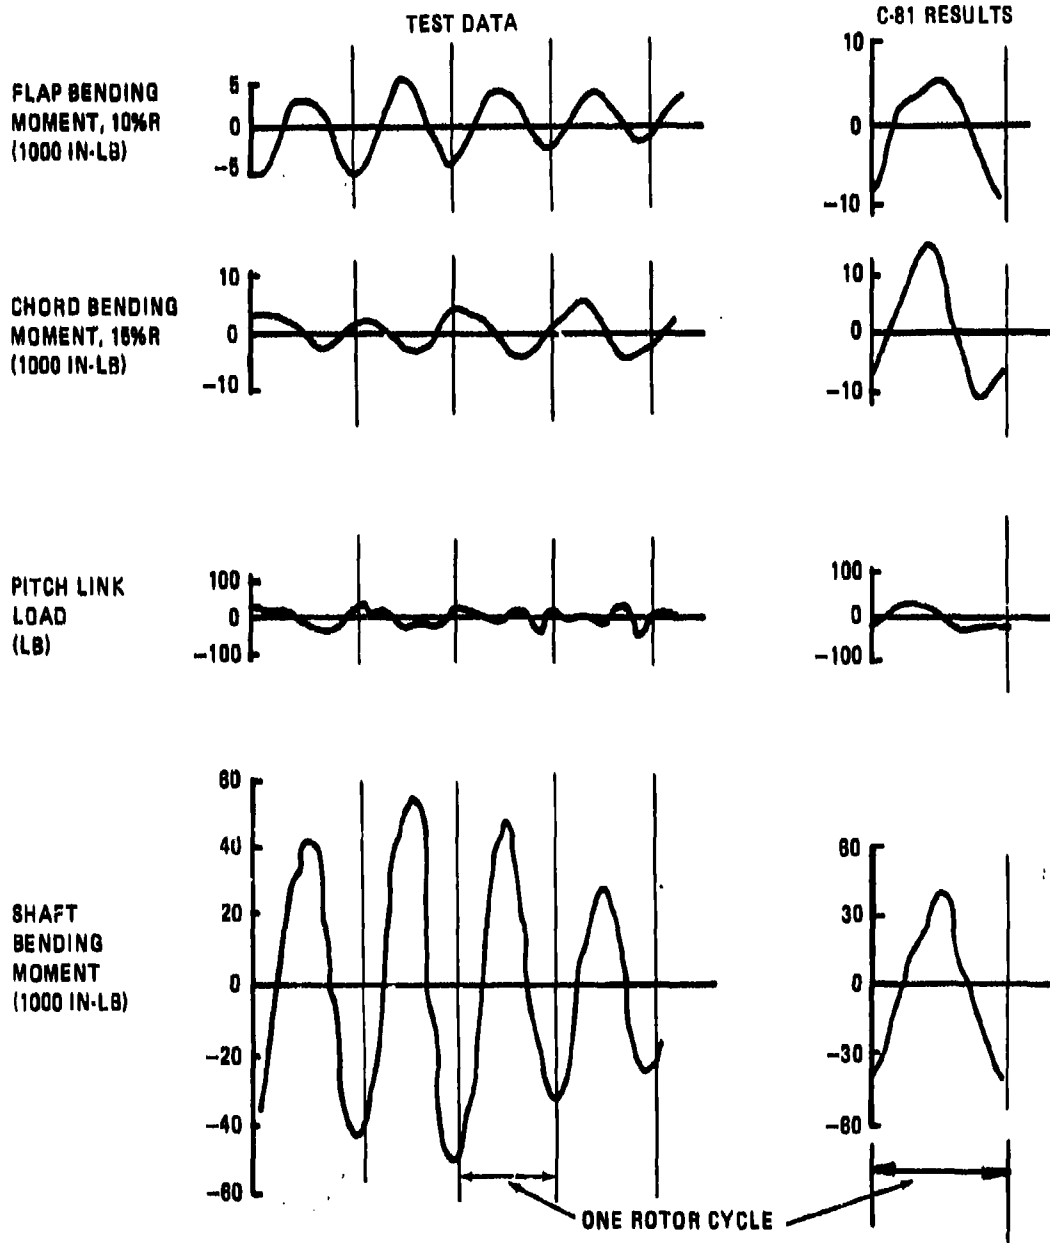 TEST DATA
C-81 RESULTS
FLAP BENDING
MOMENT, 10%R
(1000 IN-LB)
5
0
-5
10
0
-10
CHORD BENDING
MOMENT, 15%R
(1000 IN-LB)
10
0
-10
10
0
-10
PITCH LINK
LOAD
(LB)
100
0
-100
100
0
-100
SHAFT
BENDING
MOMENT
(1000 IN-LB)
60
40
20
0
-20
-40
-60
60
30
0
-30
-60
ONE ROTOR CYCLE